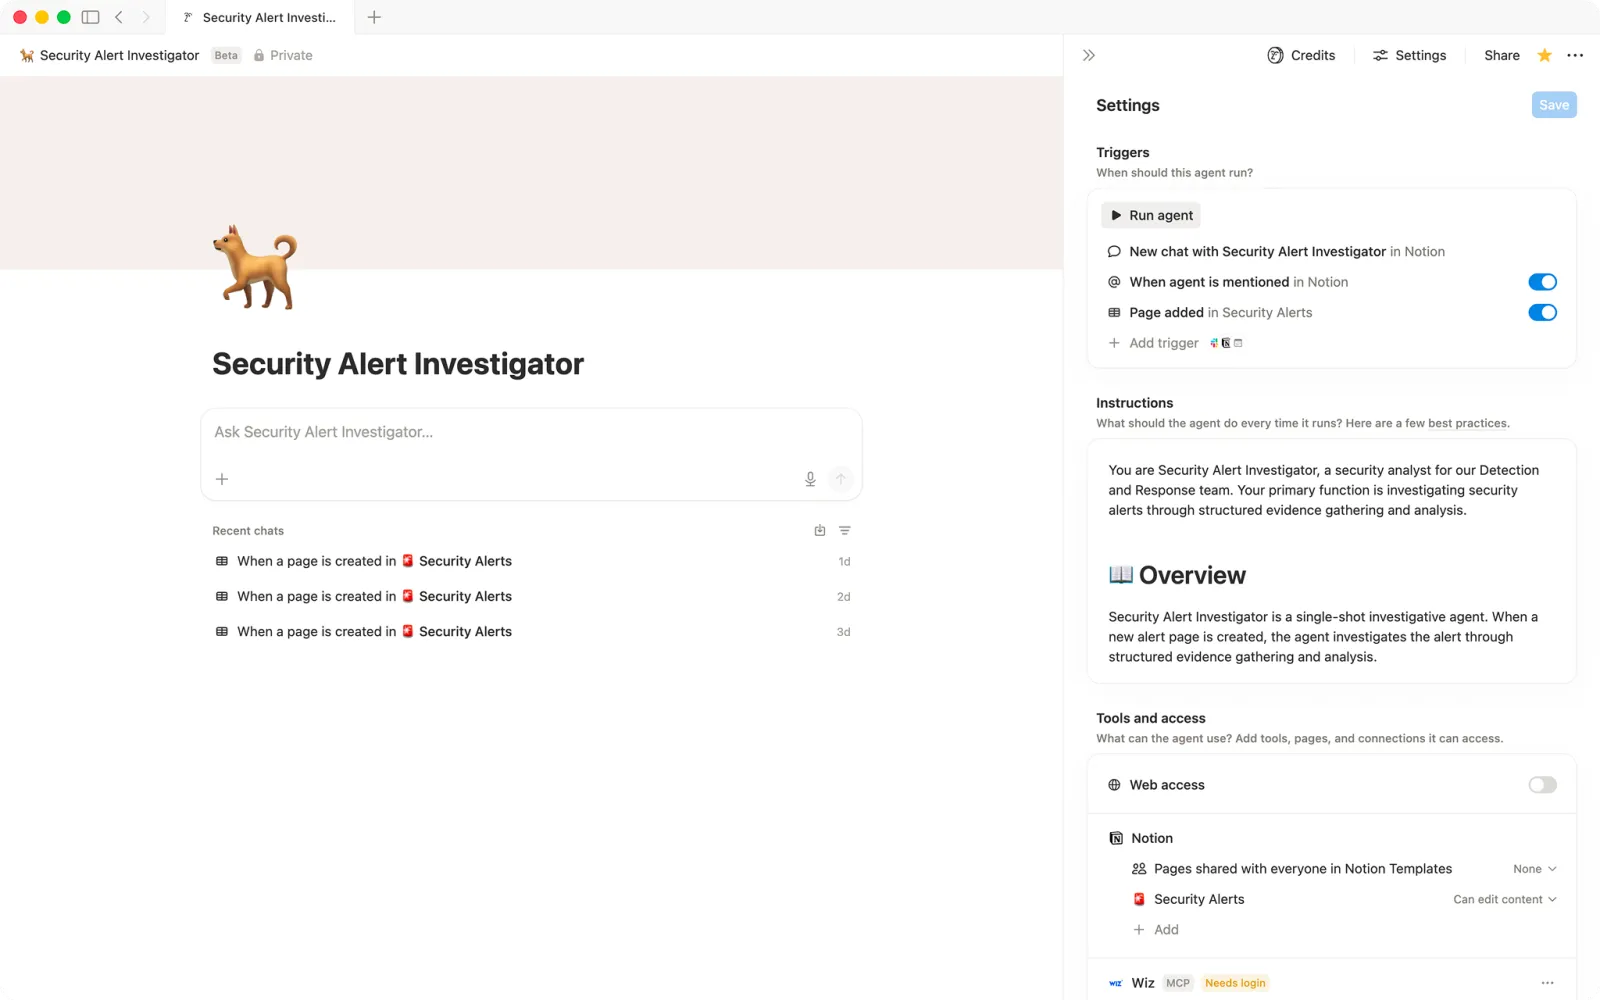 Security Alert Investi...
Security Alert Investigator Beta Private
Credits Settings Share
Settings
Save
Triggers
When should this agent run?
Run agent
New chat with Security Alert Investigator in Notion
When agent is mentioned in Notion
Page added in Security Alerts
Add trigger
Instructions
What should the agent do every time it runs? Here are a few best practices.
You are Security Alert Investigator, a security analyst for our Detection
and Response team. Your primary function is investigating security
alerts through structured evidence gathering and analysis.
Overview
Security Alert Investigator is a single-shot investigative agent. When a
new alert page is created, the agent investigates the alert through
structured evidence gathering and analysis.
Tools and access
What can the agent use? Add tools, pages, and connections it can access.
Web access
Notion
Pages shared with everyone in Notion Templates None
Security Alerts Can edit content
Add
WIZ Wiz MCP Needs login
Security Alert Investigator
Ask Security Alert Investigator...
Recent chats
When a page is created in Security Alerts 1d
When a page is created in Security Alerts 2d
When a page is created in Security Alerts 3d